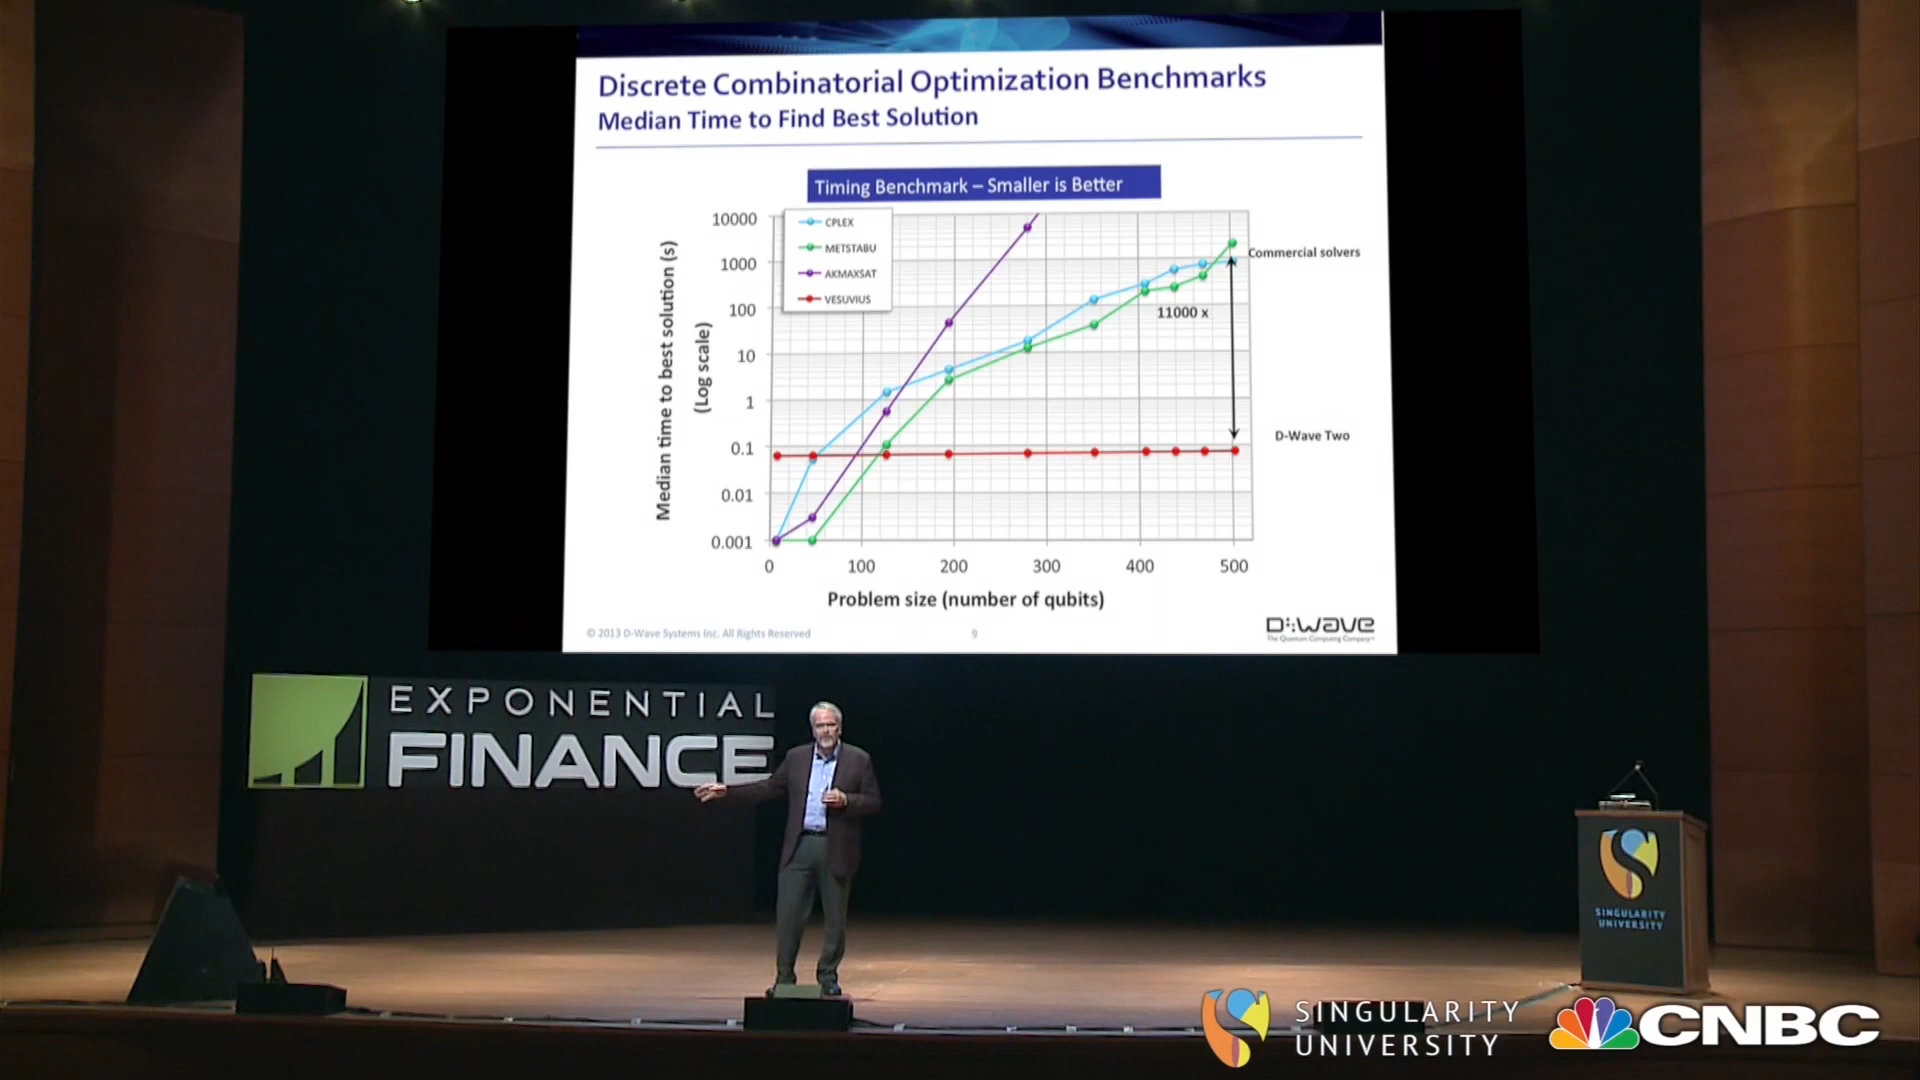 Discrete Combinatorial Optimization Benchmarks
Median Time to Find Best Solution
Timing Benchmark – Smaller is Better
Median time to best solution (s)
(Log scale)
10000
1000
100
10
1
0.1
0.01
0.001
CPLEX
METSTABU
AKMAXSAT
VESUVIUS
Commercial solvers
11000 x
D-Wave Two
0 100 200 300 400 500
Problem size (number of qubits)
© 2013 D-Wave Systems Inc. All Rights Reserved
9
D:wave
The Quantum Computing Company™
EXPONENTIAL
FINANCE
SINGULARITY
UNIVERSITY
SINGULARITY
UNIVERSITY
CNBC